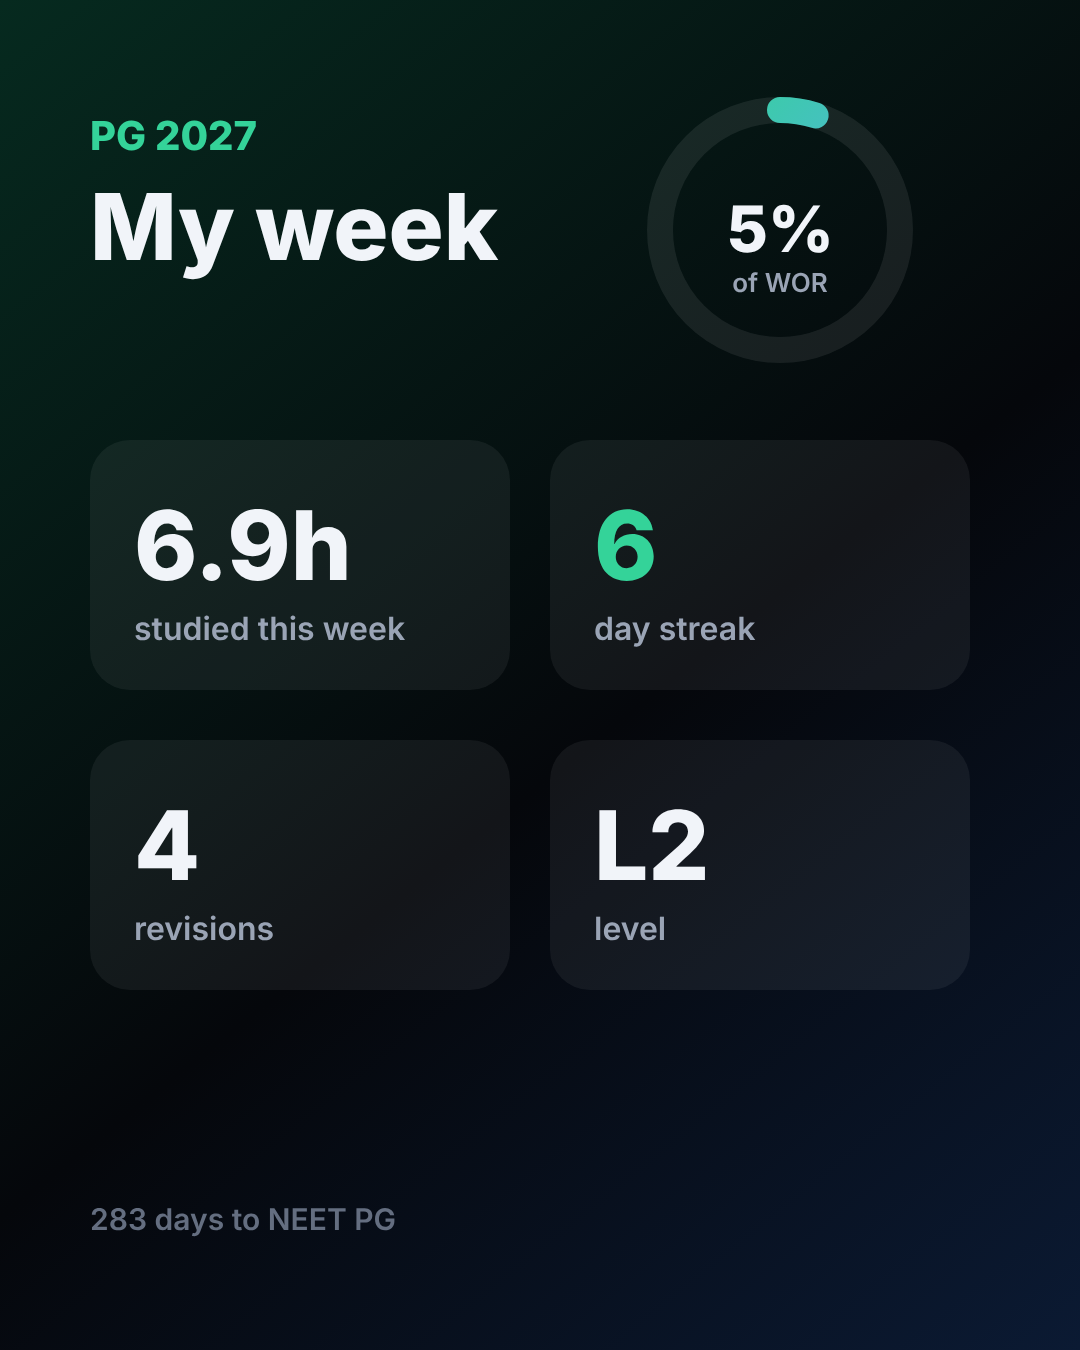 PG 2027
My week
5%
of WOR
6.9h
studied this week
6
day streak
4
revisions
L2
level
283 days to NEET PG